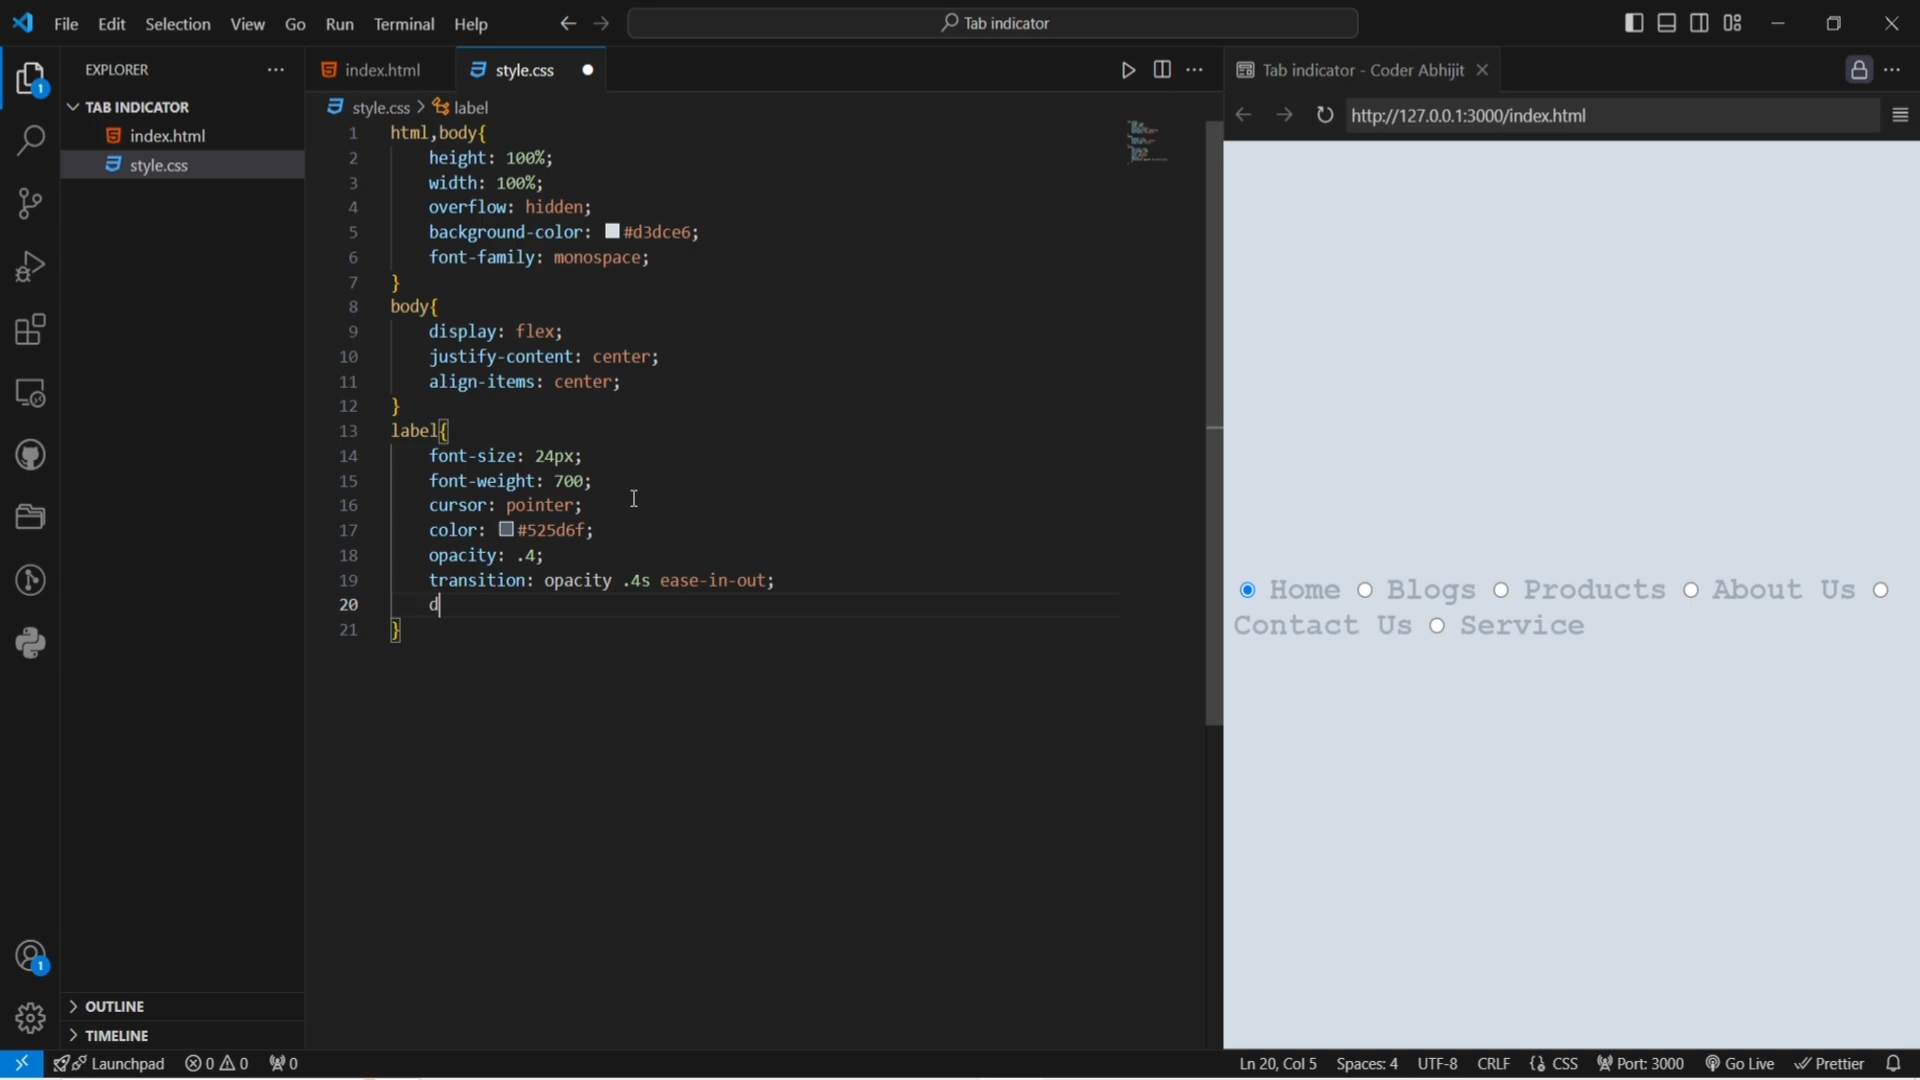 File Edit Selection View Go Run Terminal Help Tab indicator
EXPLORER
index.html style.css
Tab indicator - Coder Abhijit
TAB INDICATOR
index.html
style.css
style.css > label
http://127.0.0.1:3000/index.html
1 html,body{
2 height: 100%;
3 width: 100%;
4 overflow: hidden;
5 background-color: #d3dce6;
6 font-family: monospace;
7 }
8 body{
9 display: flex;
10 justify-content: center;
11 align-items: center;
12 }
13 label{
14 font-size: 24px;
15 font-weight: 700;
16 cursor: pointer;
17 color: #525d6f;
18 opacity: .4;
19 transition: opacity .4s ease-in-out;
20 d
21 }
Home Blogs Products About Us
Contact Us Service
1
1
OUTLINE
TIMELINE
Launchpad 0 0 0 Ln 20, Col 5 Spaces: 4 UTF-8 CRLF {} CSS Port: 3000 Go Live Prettier